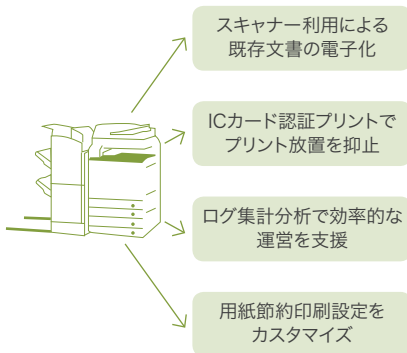 スキャナー利用による
既存文書の電子化
ICカード認証プリントで
プリント放置を抑止
ログ集計分析で効率的な
運営を支援
用紙節約印刷設定を
カスタマイズ